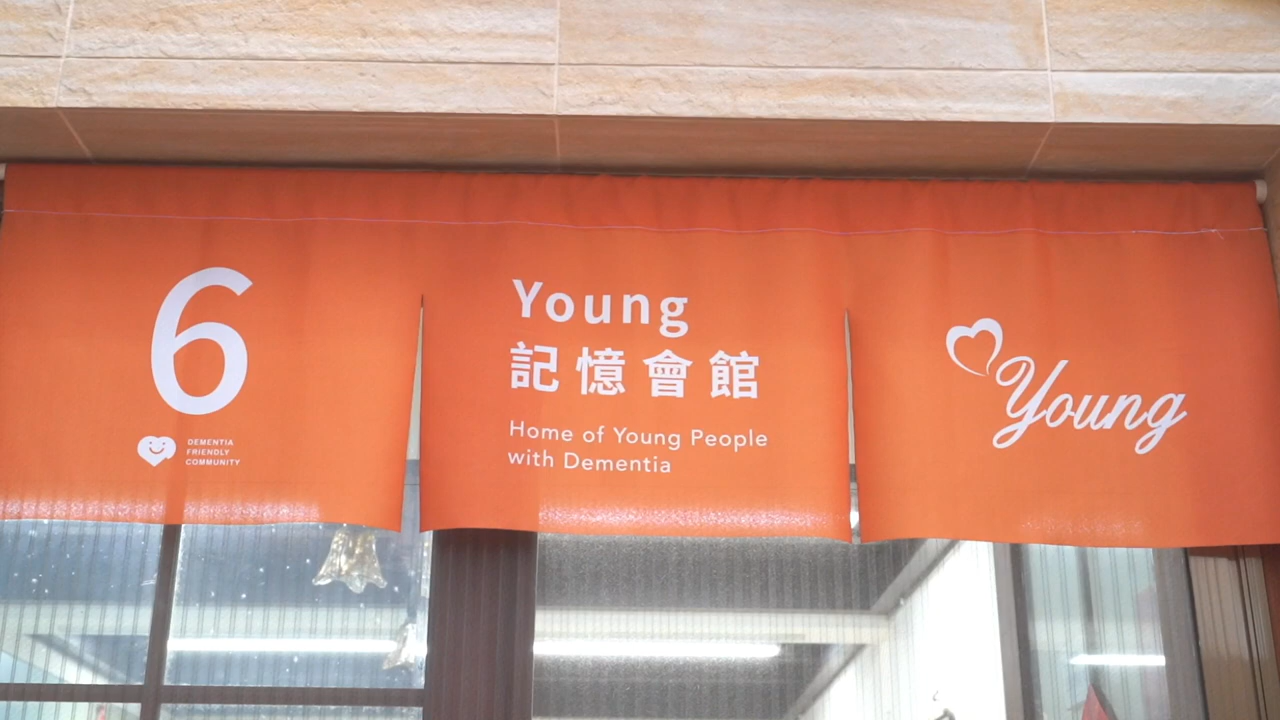 6
DEMENTIA
FRIENDLY
COMMUNITY
Young
記憶會館
Home of Young People
with Dementia
Young